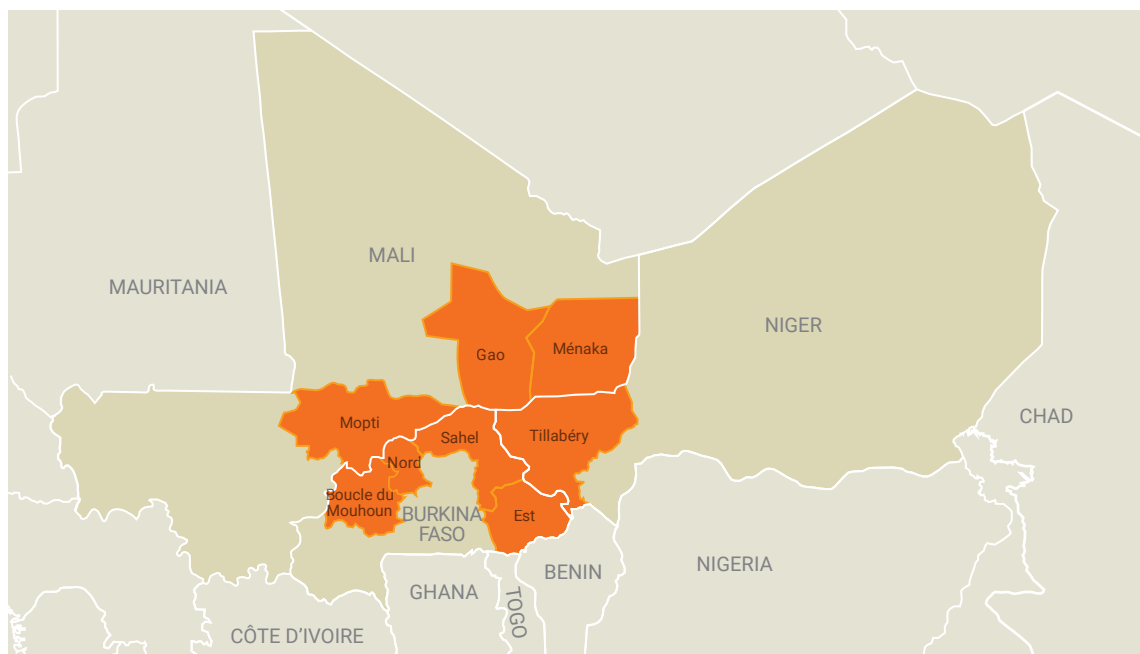 MALI
MAURITANIA
NIGER
Gao
Ménaka
CHAD
Mopti
Sahel
Tillabéry
Nord
Boucle du
Mouhoun
BURKINA
FASO
Est
NIGERIA
BENIN
GHANA
TOGO
CÔTE D'IVOIRE